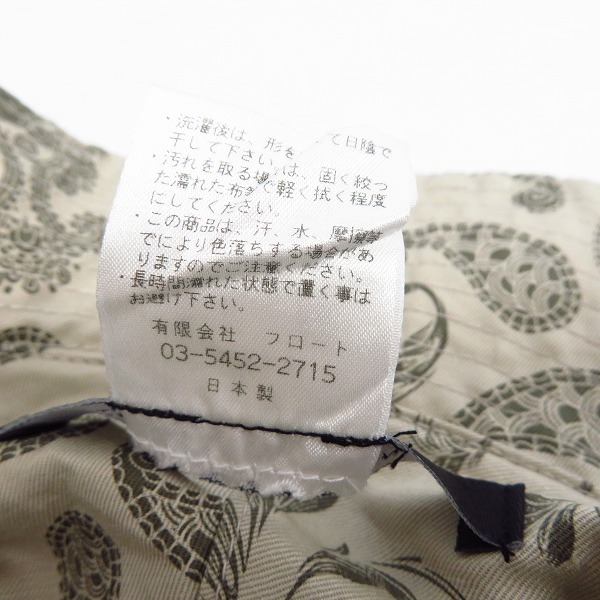 ・洗濯後は、形を て日陰で
干して下さい。
・汚れを取る場 は、固く絞っ
た濡れた布 軽く拭く程度
にしてください。
・この商品は、汗、水、摩擦等
でにより色落ちする場合があ
りますのでご注意ください。
・長時間濡れた状態で置く事は
お避け下さい。
有限会社 フロート
03-5452-2715
日本製